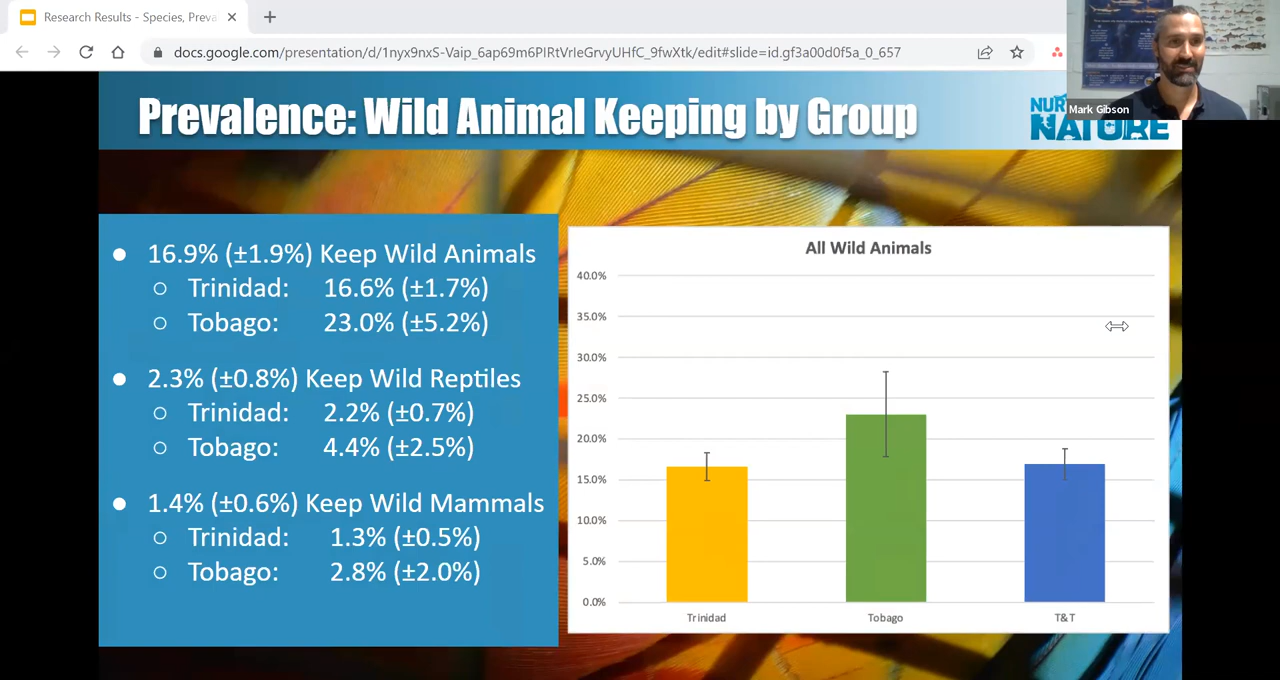 Research Results - Species, Preva
docs.google.com/presentation/d/1nyx9nxS-Vaip_6ap69m6PIRtVrIeGrvyUHfC_9fwXtk/edit#slide=id.gf3a00d0f5a_0_657
Mark Gibson
Prevalence: Wild Animal Keeping by Group
NUR
NATURE
● 16.9% (±1.9%) Keep Wild Animals
○ Trinidad: 16.6% (±1.7%)
○ Tobago: 23.0% (±5.2%)
● 2.3% (±0.8%) Keep Wild Reptiles
○ Trinidad: 2.2% (±0.7%)
○ Tobago: 4.4% (±2.5%)
● 1.4% (±0.6%) Keep Wild Mammals
○ Trinidad: 1.3% (±0.5%)
○ Tobago: 2.8% (±2.0%)
All Wild Animals
40.0%
35.0%
30.0%
25.0%
20.0%
15.0%
10.0%
5.0%
0.0%
Trinidad Tobago T&T